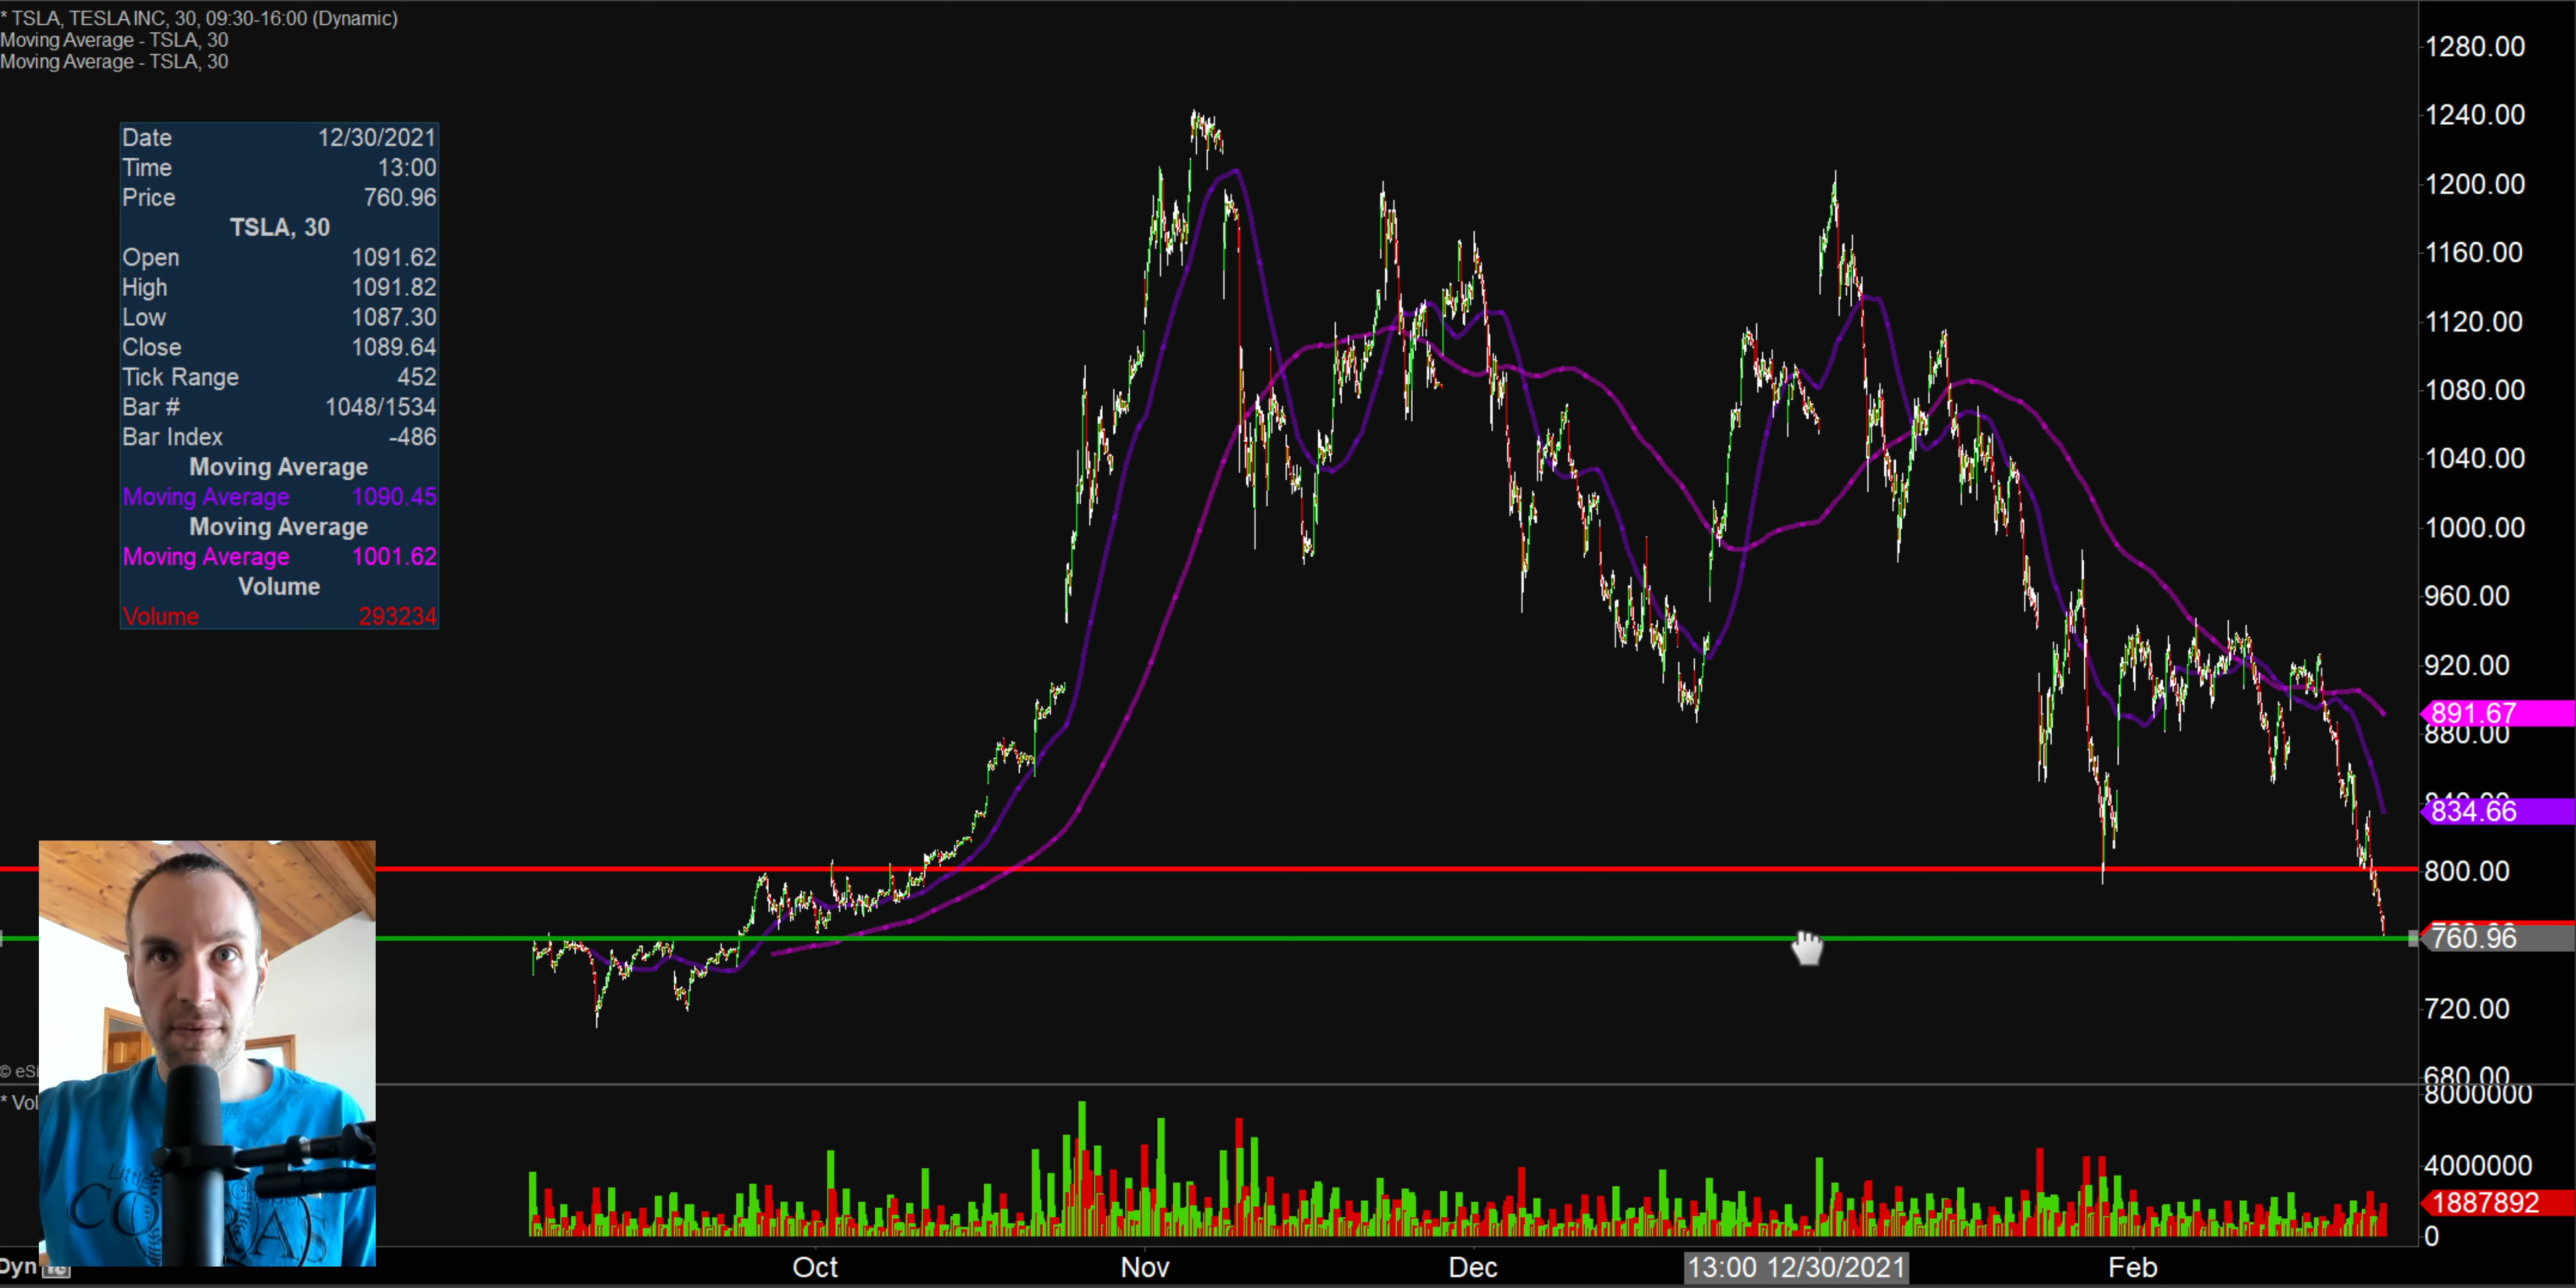 * TSLA, TESLA INC, 30, 09:30-16:00 (Dynamic)
Moving Average - TSLA, 30
Moving Average - TSLA, 30
Date 12/30/2021
Time 13:00
Price 760.96
TSLA, 30
Open 1091.62
High 1091.82
Low 1087.30
Close 1089.64
Tick Range 452
Bar # 1048/1534
Bar Index -486
Moving Average
Moving Average 1090.45
Moving Average
Moving Average 1001.62
Volume
Volume 293234
1280.00
1240.00
1200.00
1160.00
1120.00
1080.00
1040.00
1000.00
960.00
920.00
891.67
880.00
840.00
834.66
800.00
760.96
720.00
680.00
© eSi
* Vol
8000000
4000000
1887892
0
Dyn
Oct Nov Dec 13:00 12/30/2021 Feb